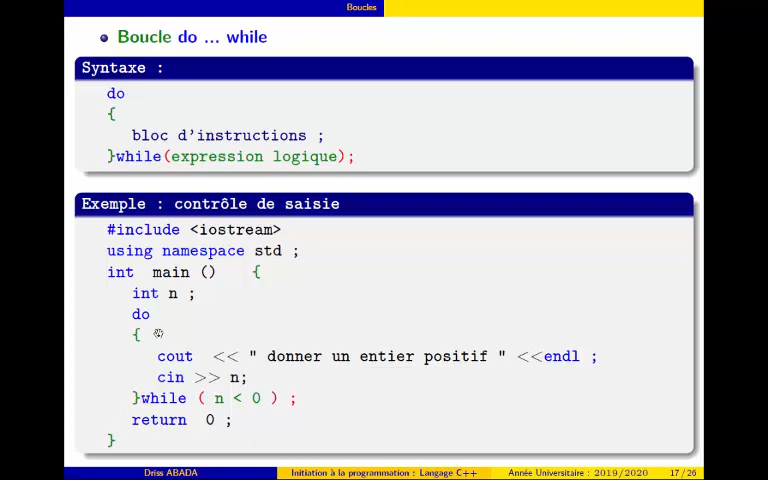 Boucles
Boucle do ... while
Syntaxe :
do
{
bloc d'instructions ;
}while(expression logique);
Exemple : contrôle de saisie
#include <iostream>
using namespace std ;
int main () {
int n ;
do
{
cout << " donner un entier positif " <<endl ;
cin >> n;
}while ( n < 0 ) ;
return 0 ;
}
Driss ABADA Initiation à la programmation : Langage C++ Année Universitaire : 2019/2020 17/26